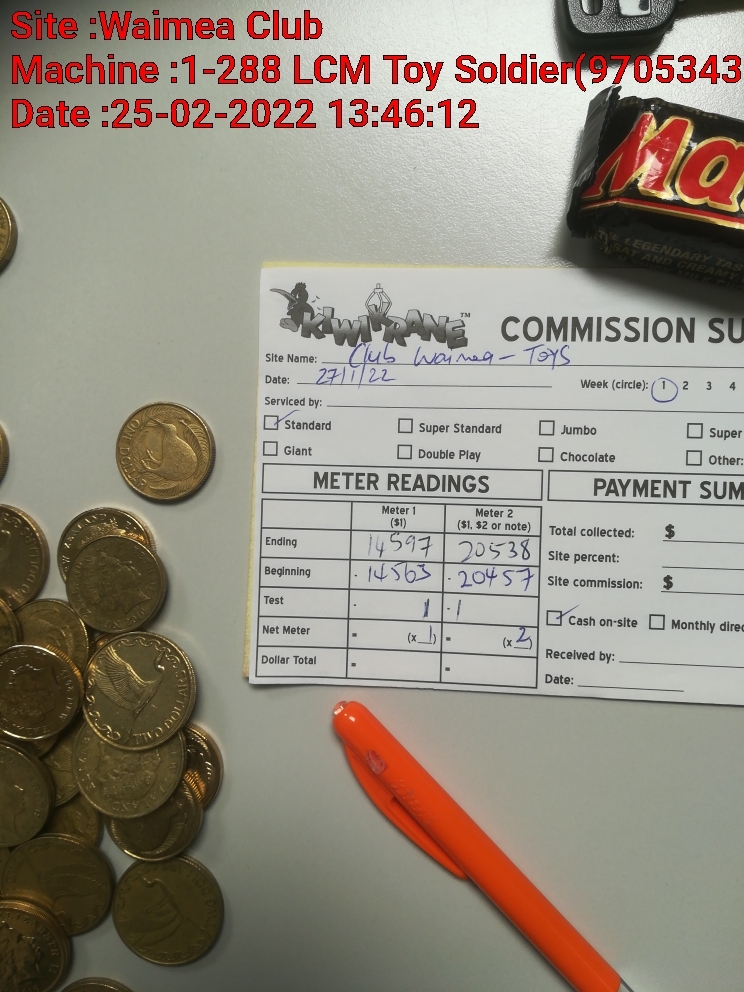 Site :Waimea Club
Machine :1-288 LCM Toy Soldier(9705343
Date :25-02-2022 13:46:12
Ma
LEGENDARY TAS
KIWIKRANE™ COMMISSION SU
Site Name: Club Waimea - Toys
Date: 27/1/22 Week (circle): 1 2 3 4
Serviced by:
Standard Super Standard Jumbo Super
Giant Double Play Chocolate Other:
METER READINGS PAYMENT SUM
Meter 1 Meter 2
($1) ($1, $2 or note)
Total collected: $
Ending 14597 20538
Site percent:
Beginning 14563 20457
Site commission: $
Test 1 1
Cash on-site Monthly direc
Net Meter = (x 1) = (x 2)
Received by:
Dollar Total = =
Date: